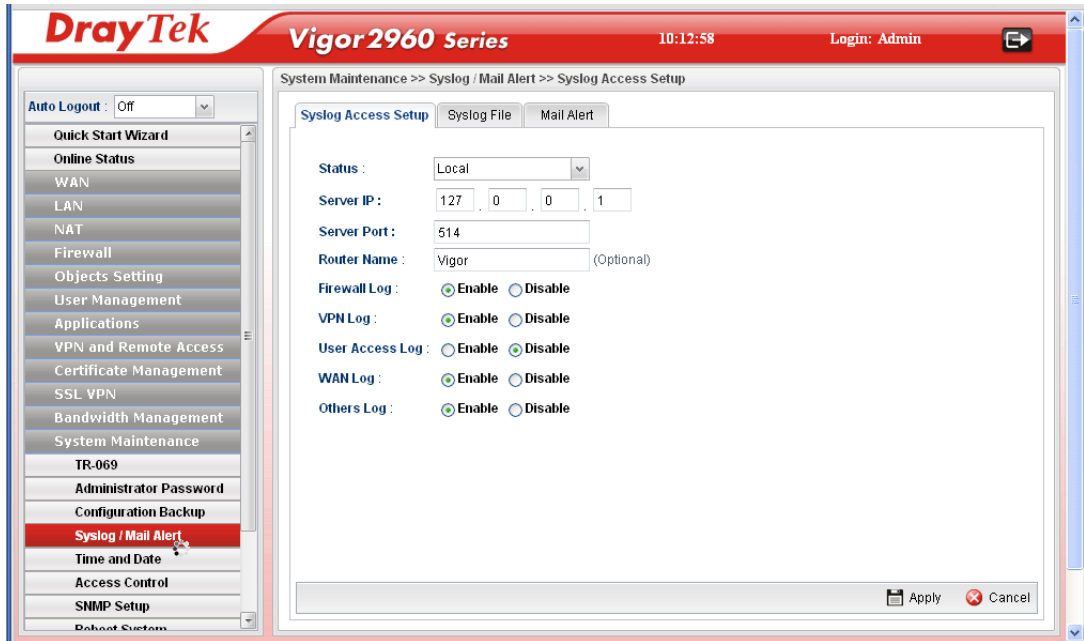 DrayTek Vigor2960 Series 10:12:58 Login: Admin
System Maintenance >> Syslog / Mail Alert >> Syslog Access Setup
Auto Logout : Off
Quick Start Wizard
Online Status
WAN
LAN
NAT
Firewall
Objects Setting
User Management
Applications
VPN and Remote Access
Certificate Management
SSL VPN
Bandwidth Management
System Maintenance
TR-069
Administrator Password
Configuration Backup
Syslog / Mail Alert
Time and Date
Access Control
SNMP Setup
Reboot System
Syslog Access Setup Syslog File Mail Alert
Status : Local
Server IP : 127 . 0 . 0 . 1
Server Port : 514
Router Name : Vigor (Optional)
Firewall Log : Enable Disable
VPN Log : Enable Disable
User Access Log : Enable Disable
WAN Log : Enable Disable
Others Log : Enable Disable
Apply Cancel